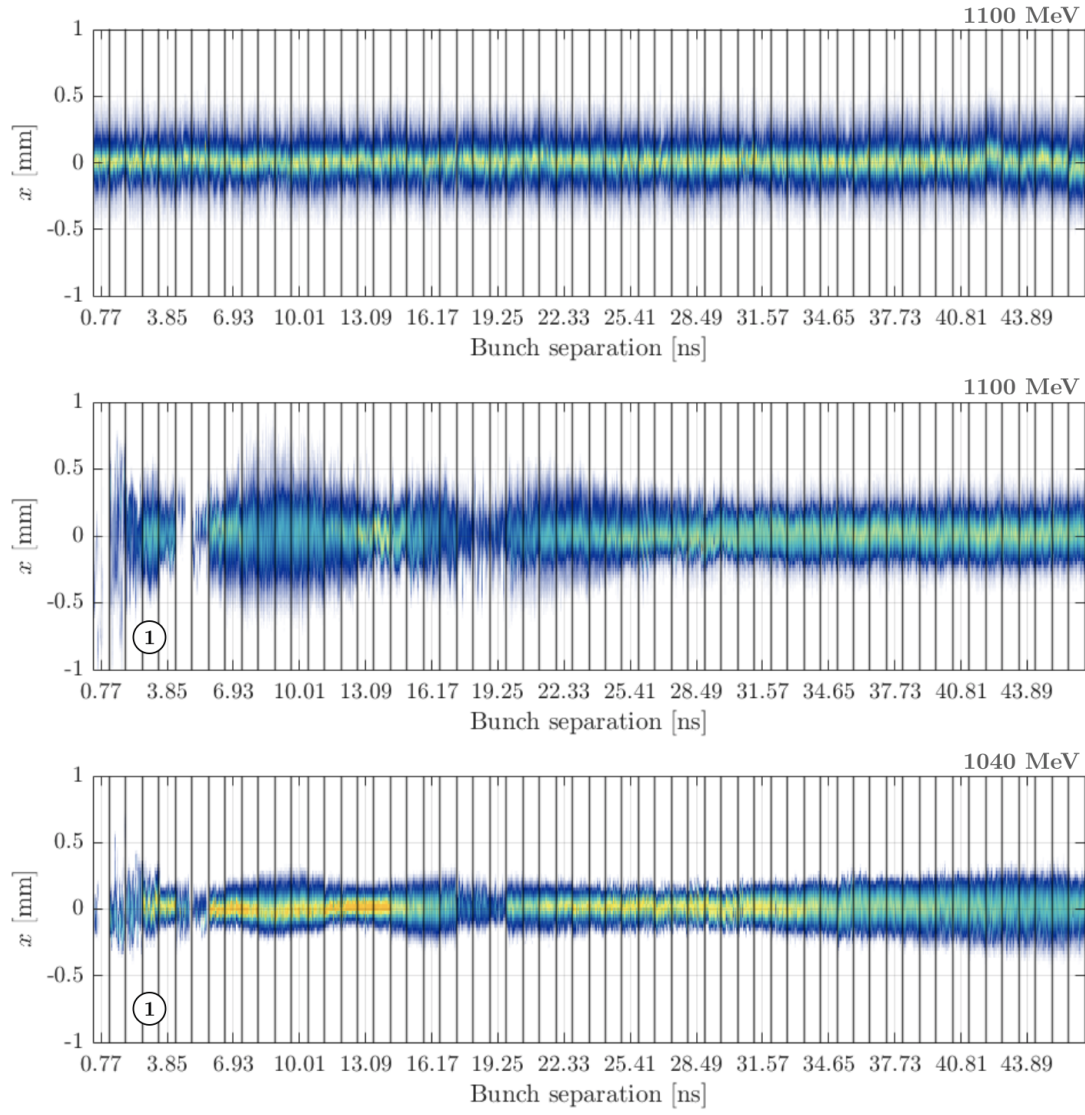 1100 MeV
1
0.5
0
-0.5
-1
x [mm]
0.77 3.85 6.93 10.01 13.09 16.17 19.25 22.33 25.41 28.49 31.57 34.65 37.73 40.81 43.89
Bunch separation [ns]
1100 MeV
1
0.5
0
-0.5
-1
x [mm]
1
0.77 3.85 6.93 10.01 13.09 16.17 19.25 22.33 25.41 28.49 31.57 34.65 37.73 40.81 43.89
Bunch separation [ns]
1040 MeV
1
0.5
0
-0.5
-1
x [mm]
1
0.77 3.85 6.93 10.01 13.09 16.17 19.25 22.33 25.41 28.49 31.57 34.65 37.73 40.81 43.89
Bunch separation [ns]